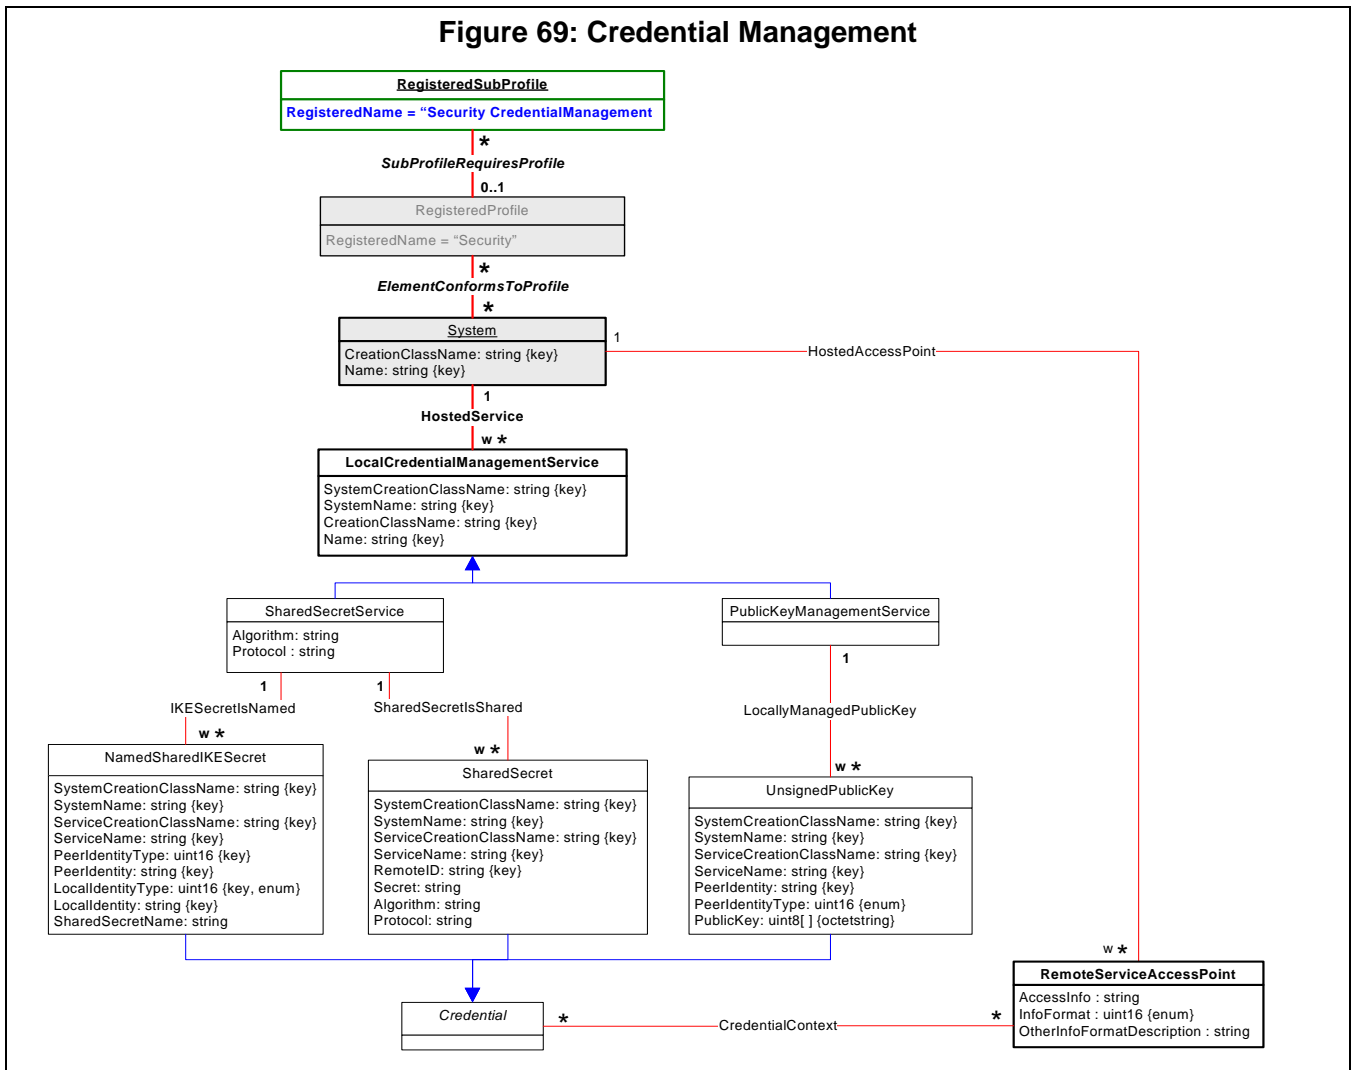 Figure 69: Credential Management
RegisteredSubProfile
RegisteredName = “Security CredentialManagement
*
SubProfileRequiresProfile
0..1
RegisteredProfile
RegisteredName = “Security”
*
ElementConformsToProfile
*
System
CreationClassName: string {key}
Name: string {key}
1
HostedAccessPoint
1
HostedService
w *
LocalCredentialManagementService
SystemCreationClassName: string {key}
SystemName: string {key}
CreationClassName: string {key}
Name: string {key}
SharedSecretService
Algorithm: string
Protocol : string
PublicKeyManagementService
1
1
1
IKESecretIsNamed
SharedSecretIsShared
LocallyManagedPublicKey
w *
w *
w *
NamedSharedIKESecret
SystemCreationClassName: string {key}
SystemName: string {key}
ServiceCreationClassName: string {key}
ServiceName: string {key}
PeerIdentityType: uint16 {key}
PeerIdentity: string {key}
LocalIdentityType: uint16 {key, enum}
LocalIdentity: string {key}
SharedSecretName: string
SharedSecret
SystemCreationClassName: string {key}
SystemName: string {key}
ServiceCreationClassName: string {key}
ServiceName: string {key}
RemoteID: string {key}
Secret: string
Algorithm: string
Protocol: string
UnsignedPublicKey
SystemCreationClassName: string {key}
SystemName: string {key}
ServiceCreationClassName: string {key}
ServiceName: string {key}
PeerIdentity: string {key}
PeerIdentityType: uint16 {enum}
PublicKey: uint8[ ] {octetstring}
w *
RemoteServiceAccessPoint
AccessInfo : string
InfoFormat : uint16 {enum}
OtherInfoFormatDescription : string
Credential
*
CredentialContext
*